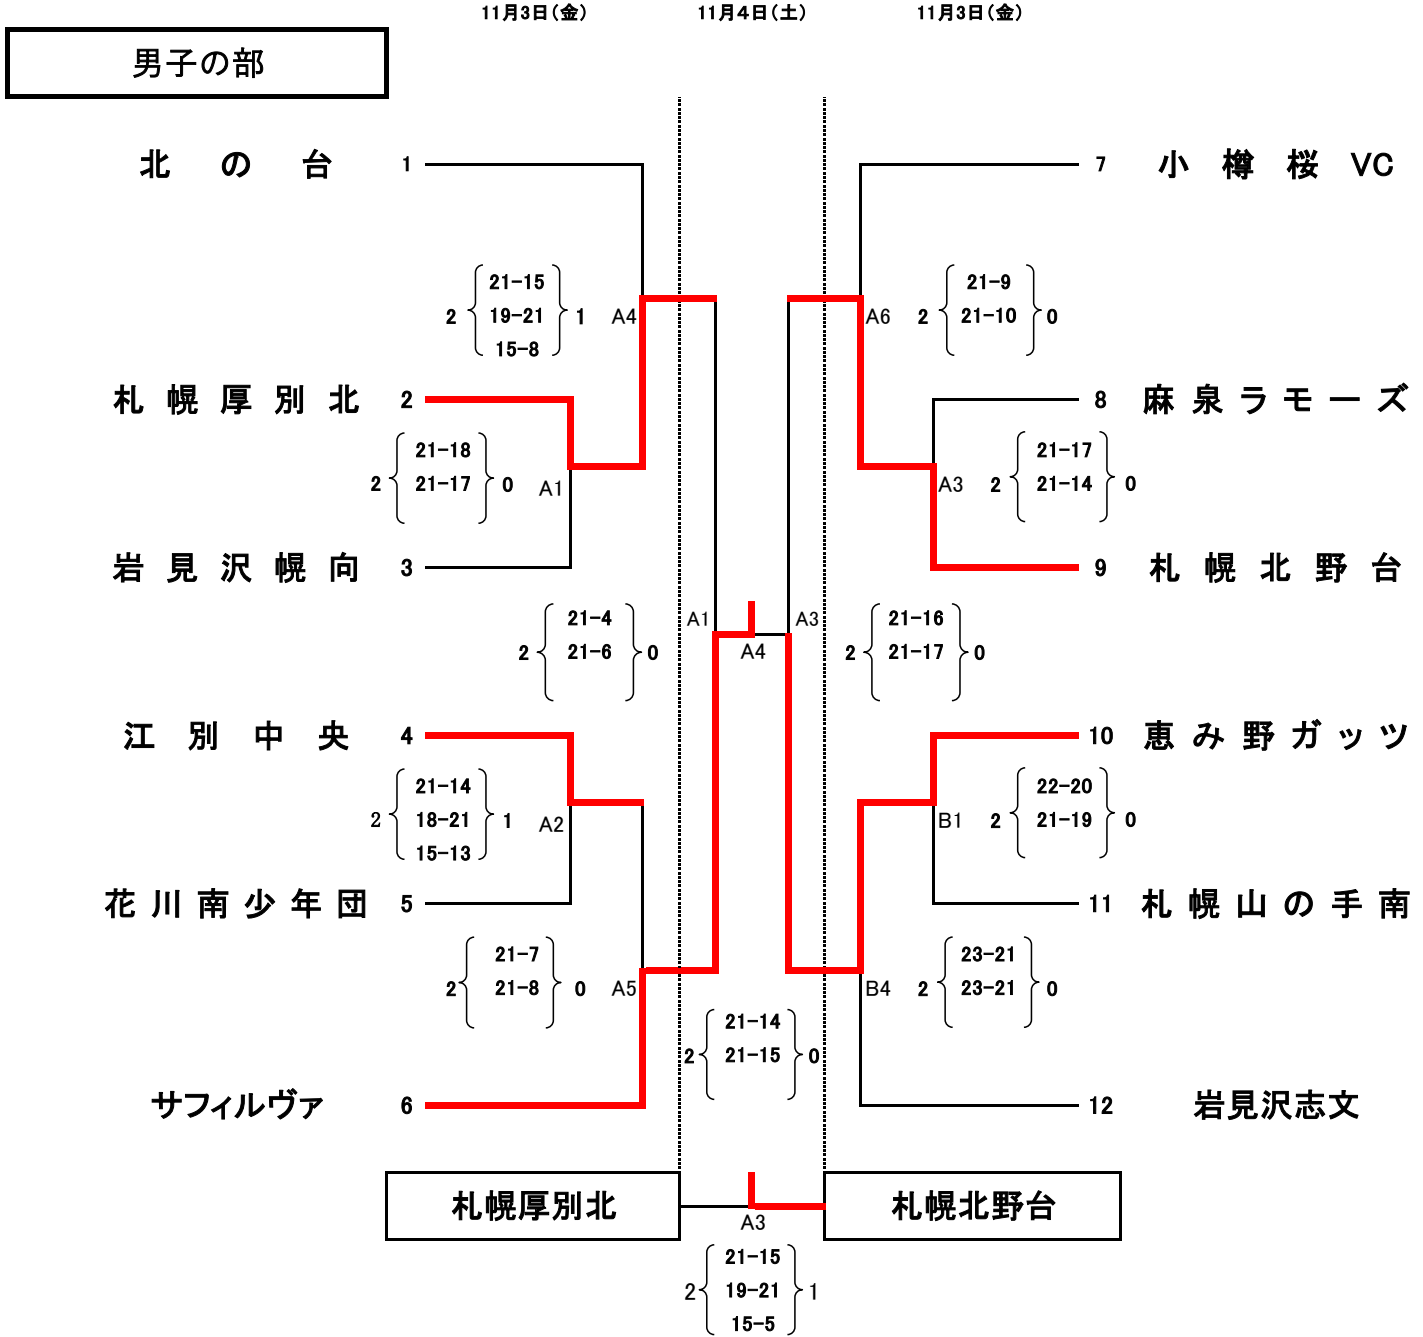 11月3日（金） 11月4日（土） 11月3日（金）
男子の部
北の台 1 7 小樽桜VC
21-15 21-9
2 19-21 1 A4 A6 2 21-10 0
15-8
札幌厚別北 2 8 麻泉ラモーズ
21-18 21-17
2 21-17 0 A1 A3 2 21-14 0
岩見沢幌向 3 9 札幌北野台
21-4 A1 A3 21-16
2 21-6 0 A4 2 21-17 0
江別中央 4 10 恵み野ガッツ
21-14 22-20
2 18-21 1 A2 B1 2 21-19 0
15-13
花川南少年団 5 11 札幌山の手南
21-7 23-21
2 21-8 0 A5 B4 2 23-21 0
21-14
2 21-15 0
サフィルヴァ 6 12 岩見沢志文
札幌厚別北 札幌北野台
A3
21-15
2 19-21 1
15-5